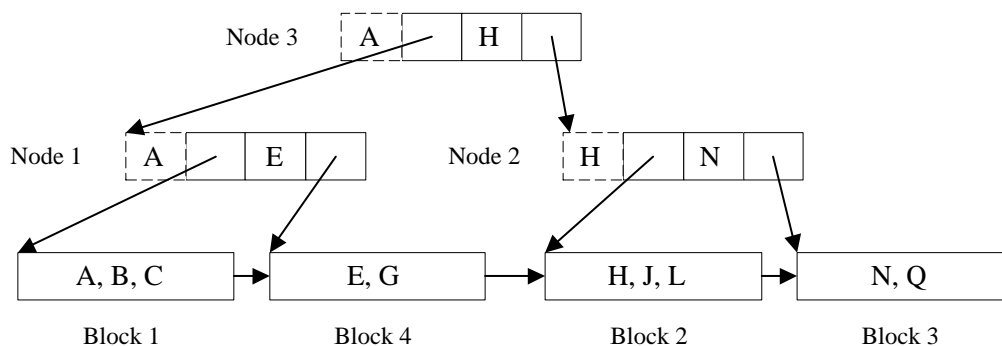 Node 3 A H
Node 1 A E Node 2 H N
A, B, C E, G H, J, L N, Q
Block 1 Block 4 Block 2 Block 3